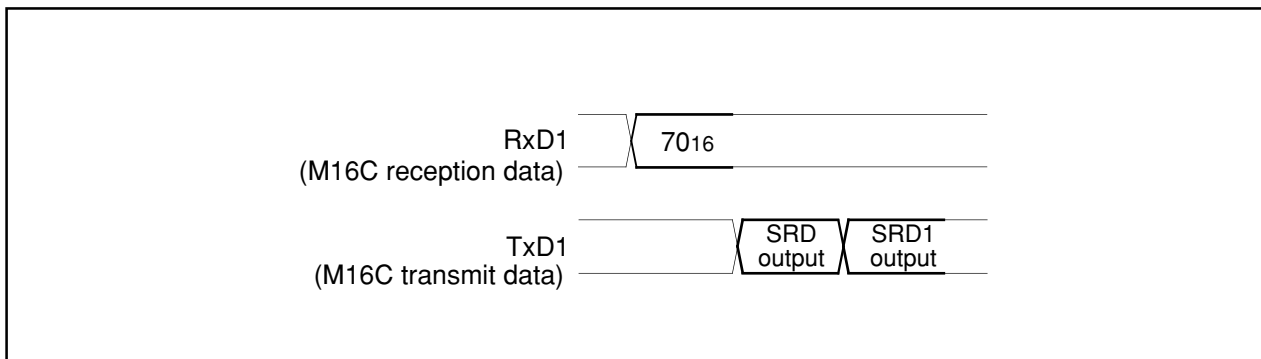 RxD1
(M16C reception data)
7016
TxD1
(M16C transmit data)
SRD
output
SRD1
output